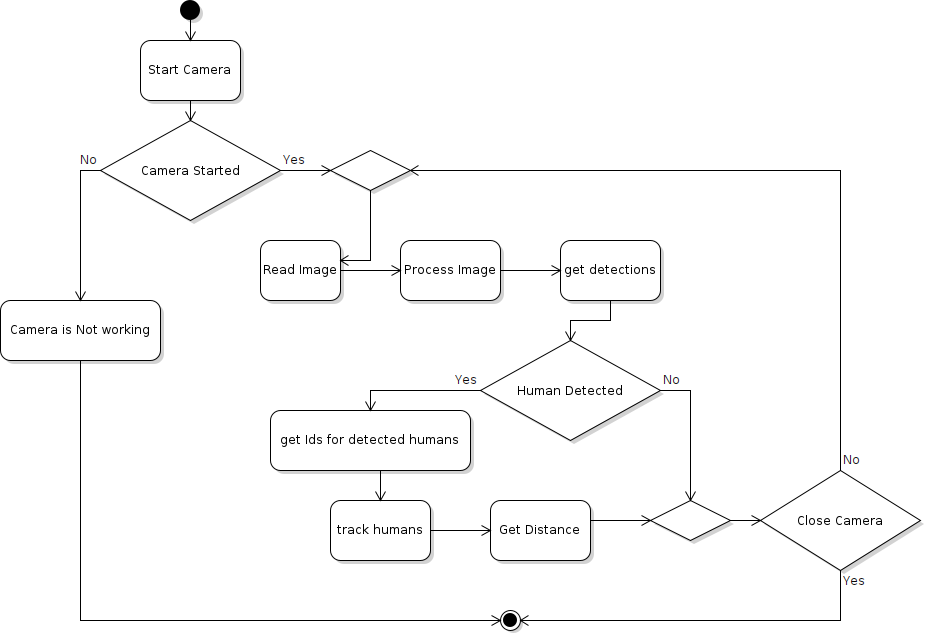 Start Camera
No
Camera Started
Yes
Read Image
Process Image
get detections
Camera is Not working
Yes
Human Detected
No
get Ids for detected humans
No
track humans
Get Distance
Close Camera
Yes